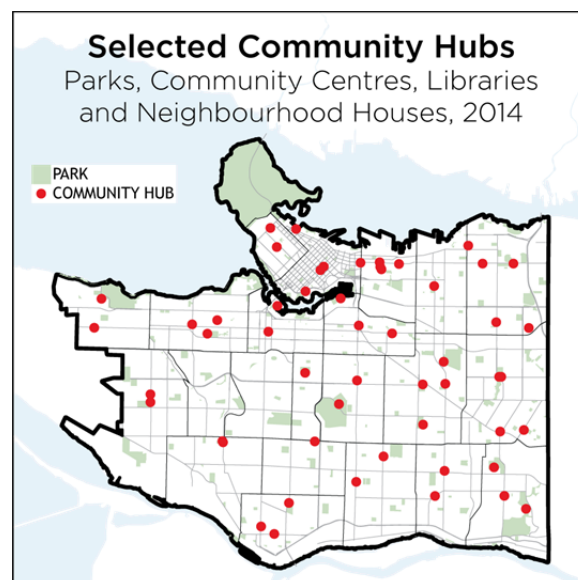 Selected Community Hubs
Parks, Community Centres, Libraries
and Neighbourhood Houses, 2014
PARK
COMMUNITY HUB